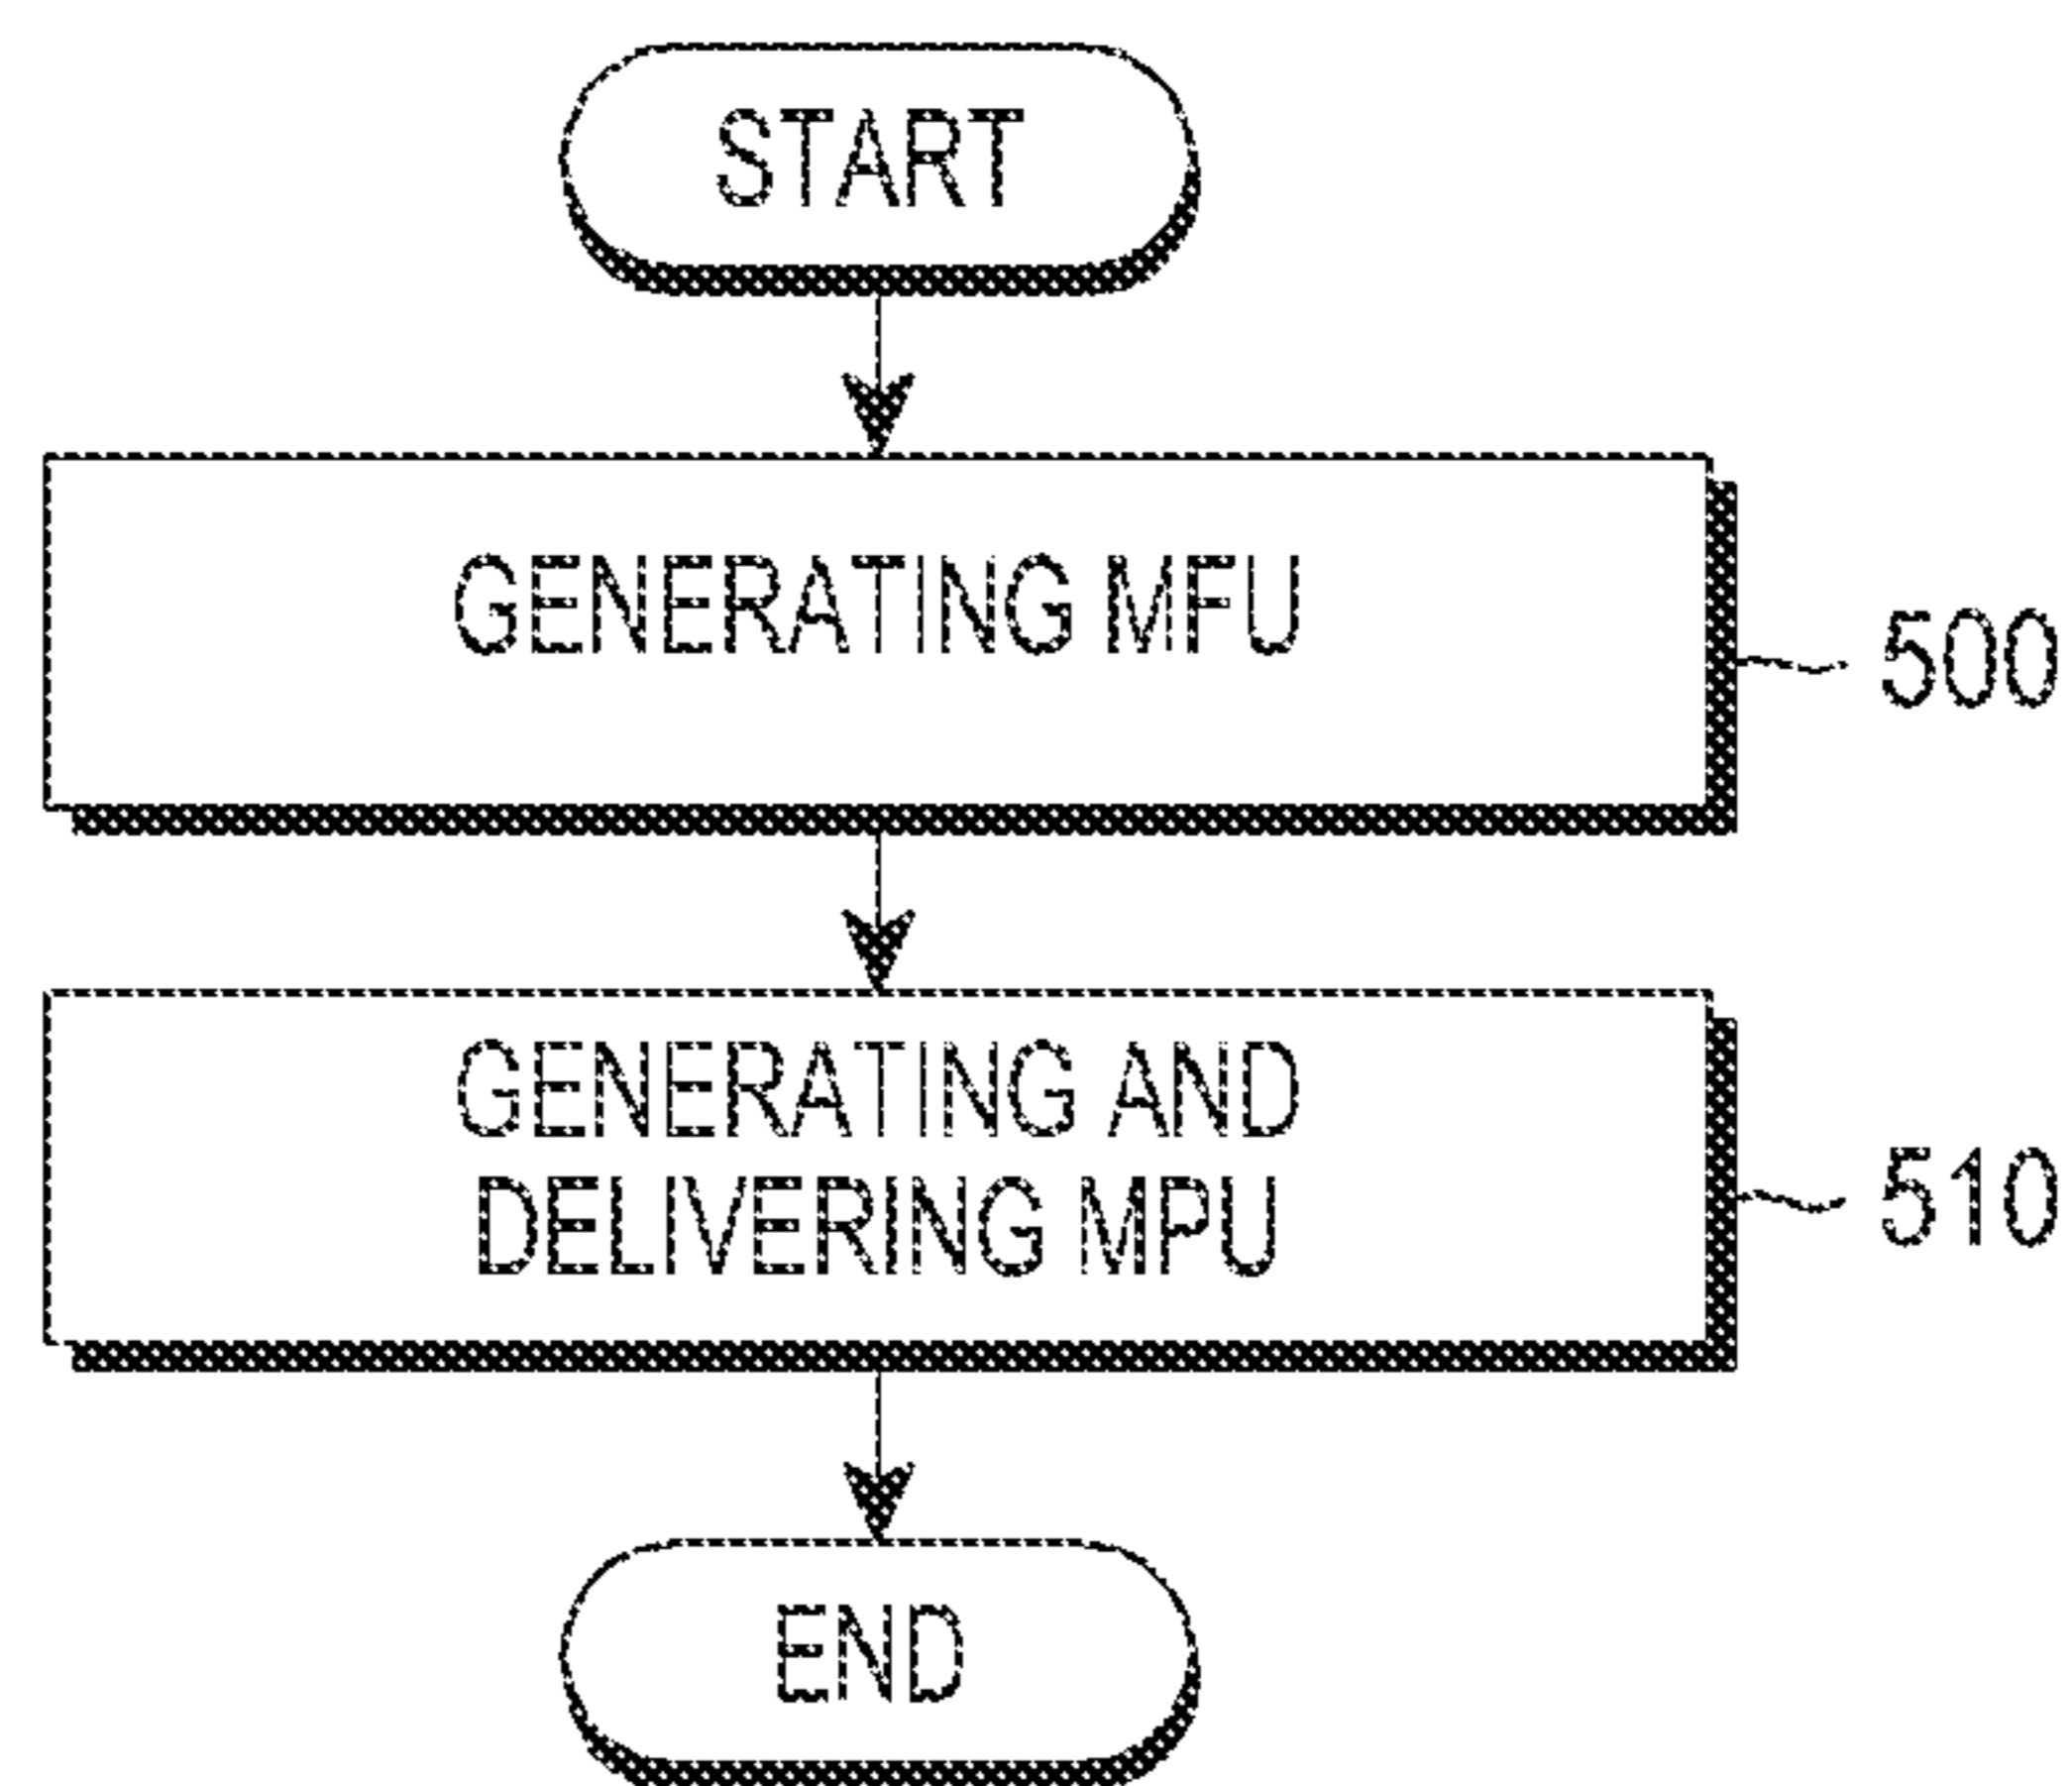 START
GENERATING MFU
500
GENERATING AND
DELIVERING MPU
510
END